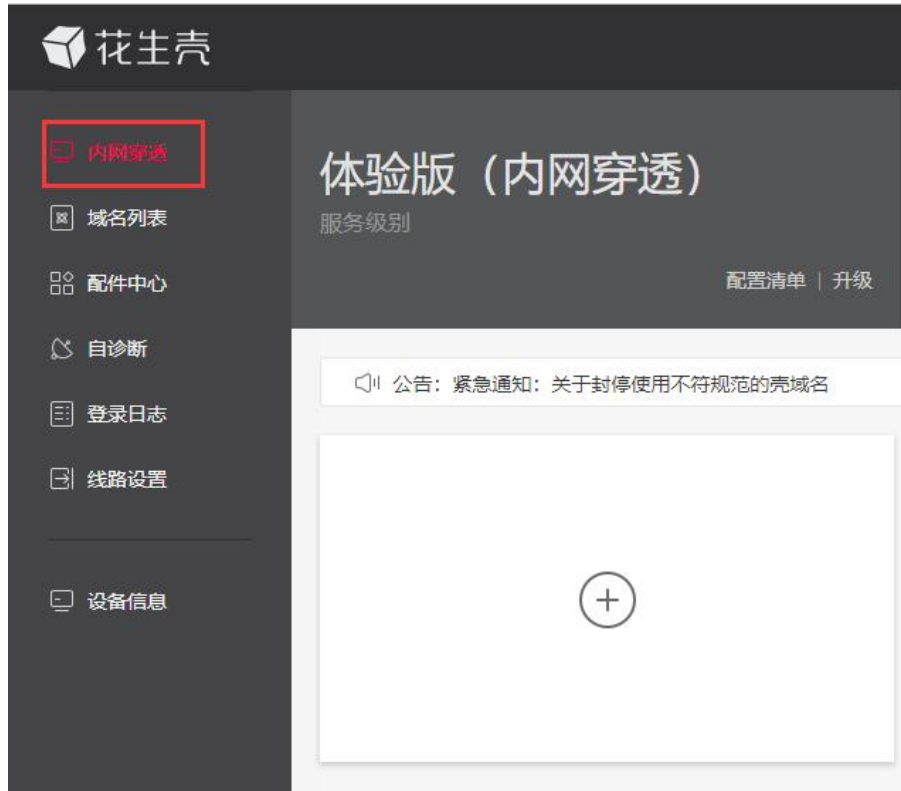 花生壳
内网穿透
域名列表
配件中心
自诊断
登录日志
线路设置
设备信息
体验版（内网穿透）
服务级别
配置清单 | 升级
公告：紧急通知：关于封停使用不符规范的壳域名